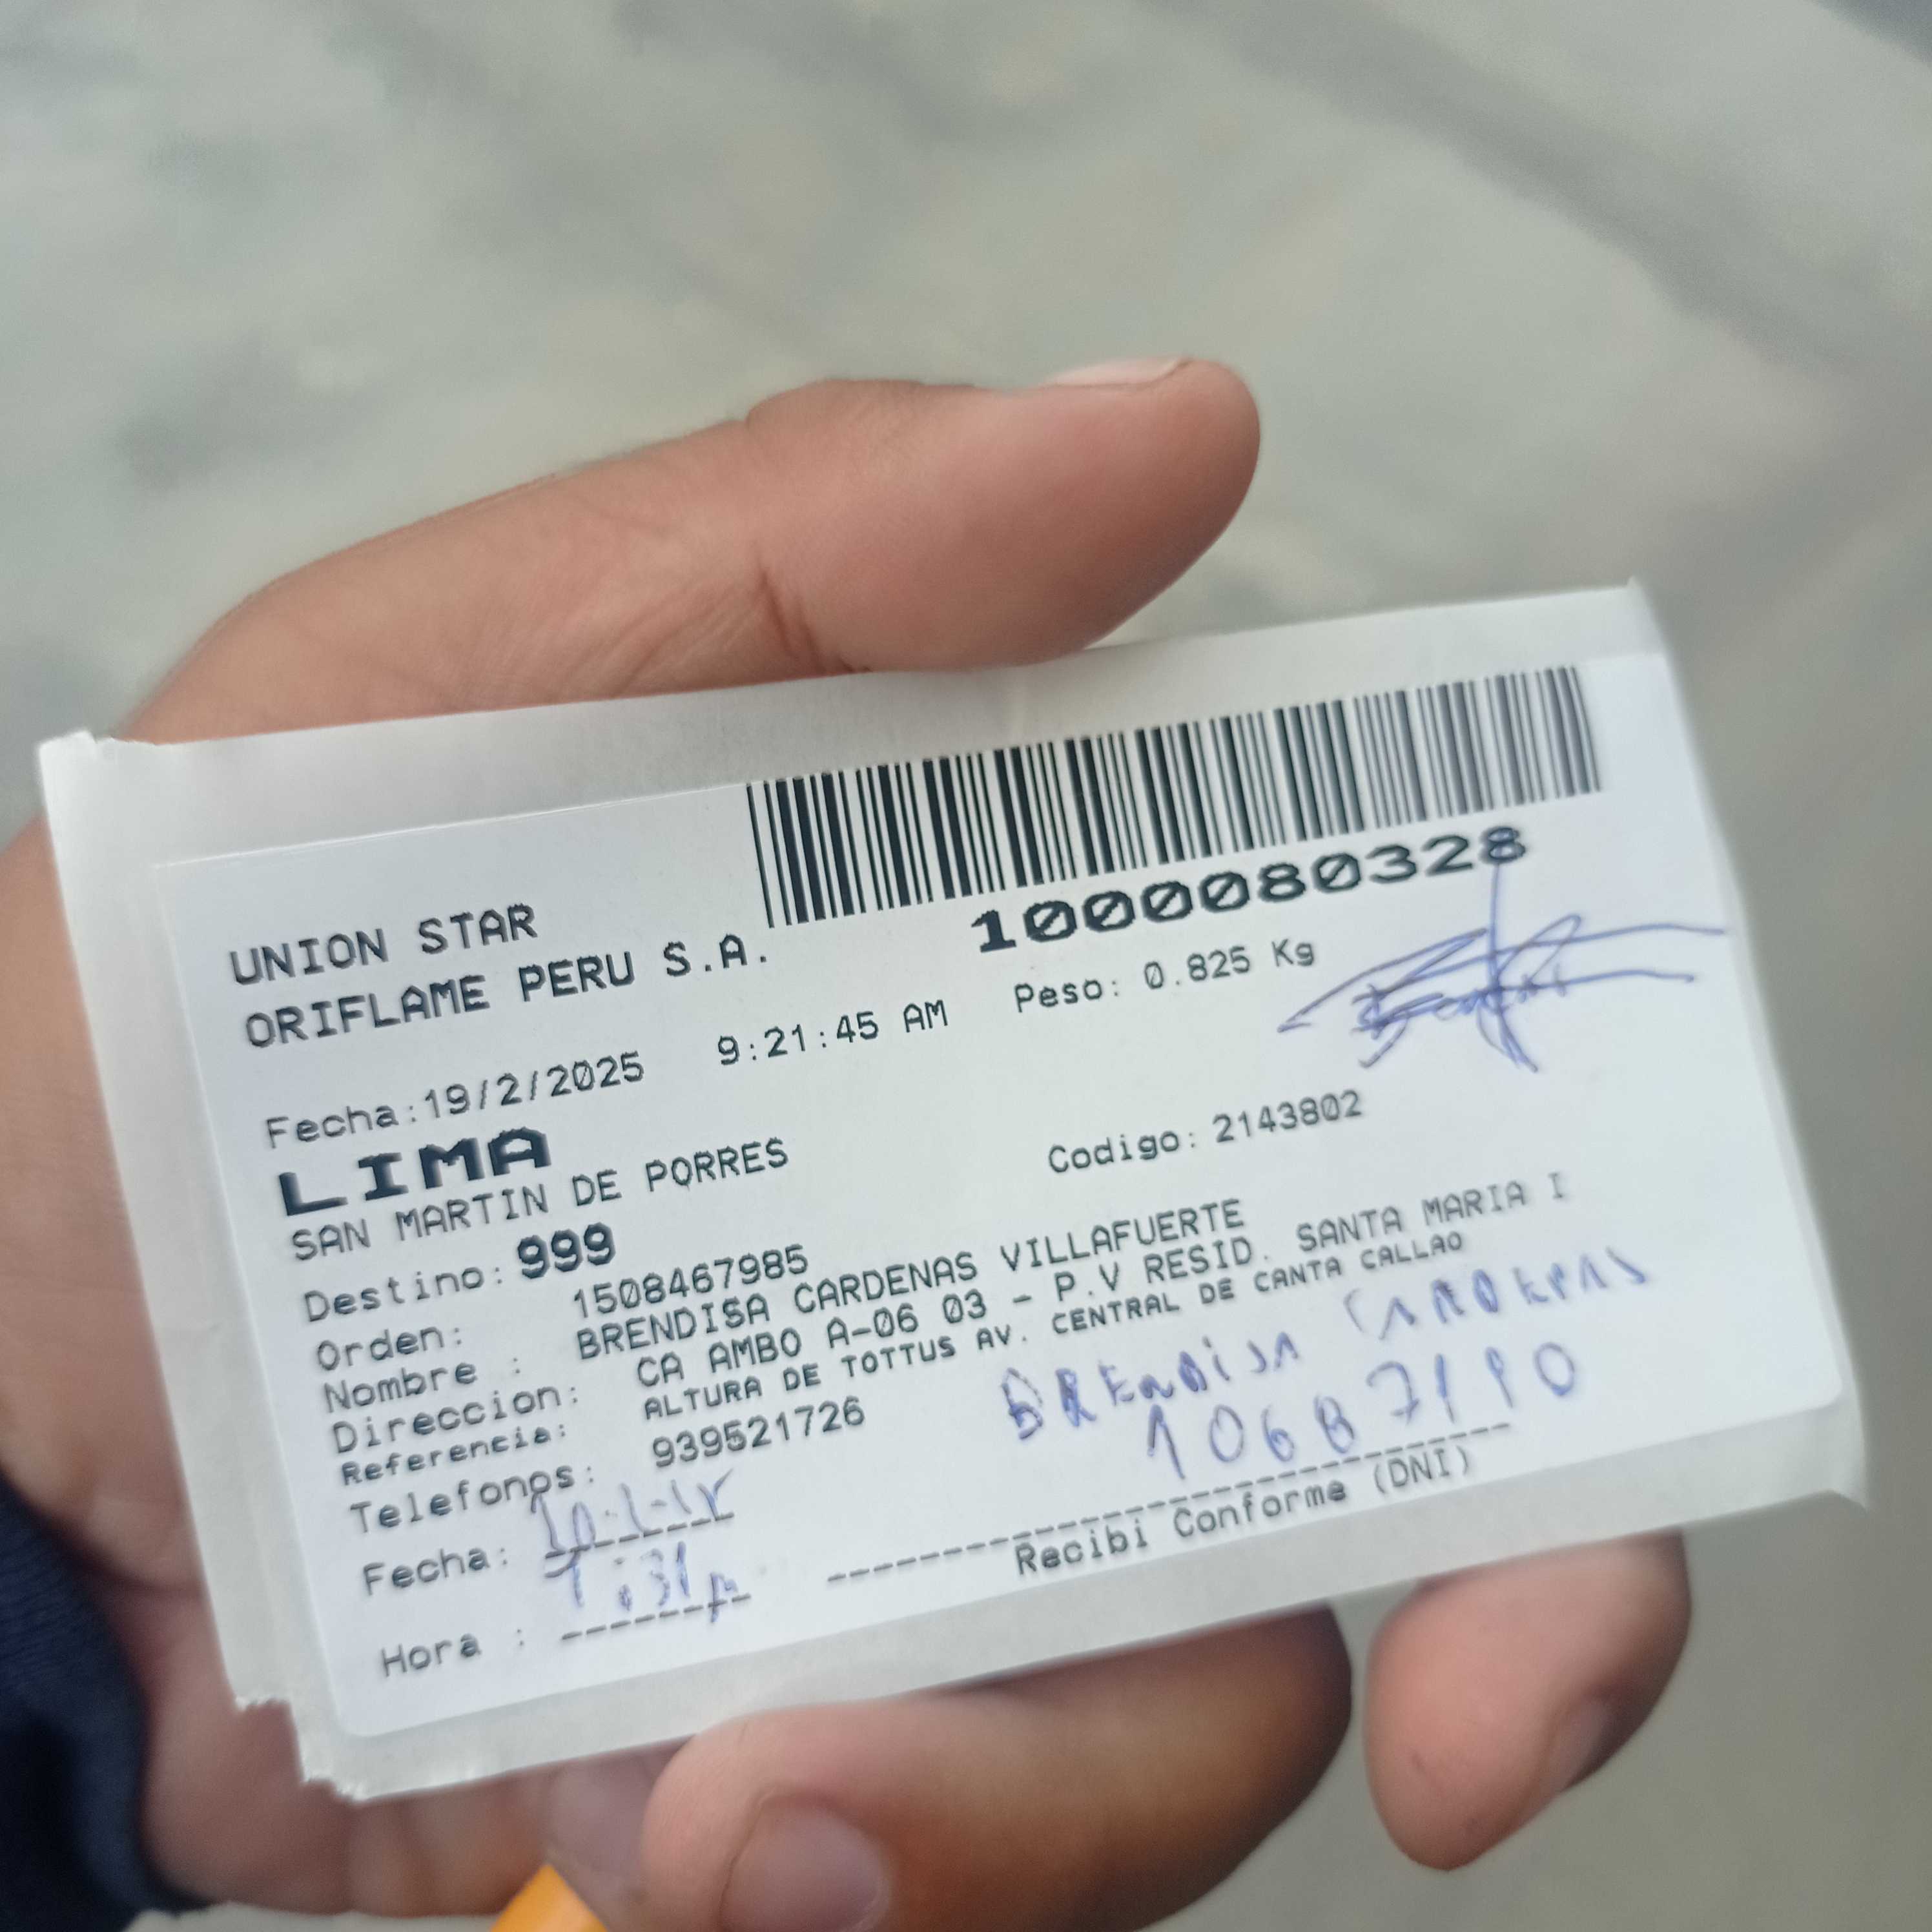 1000080328
UNION STAR
ORIFLAME PERU S.A.
Fecha:19/2/2025 9:21:45 AM Peso: 0.825 Kg
LIMA
SAN MARTIN DE PORRES Codigo: 2143802
Destino: 999
Orden: 1508467985
Nombre : BRENDISA CARDENAS VILLAFUERTE
Direccion: CA AMBO A-06 03 - P.V RESID. SANTA MARIA I
Referencia: ALTURA DE TOTTUS AV. CENTRAL DE CANTA CALLAO
Telefonos: 939521726
BRENDISA
Fecha:
Hora :
Recibi Conforme (DNI)